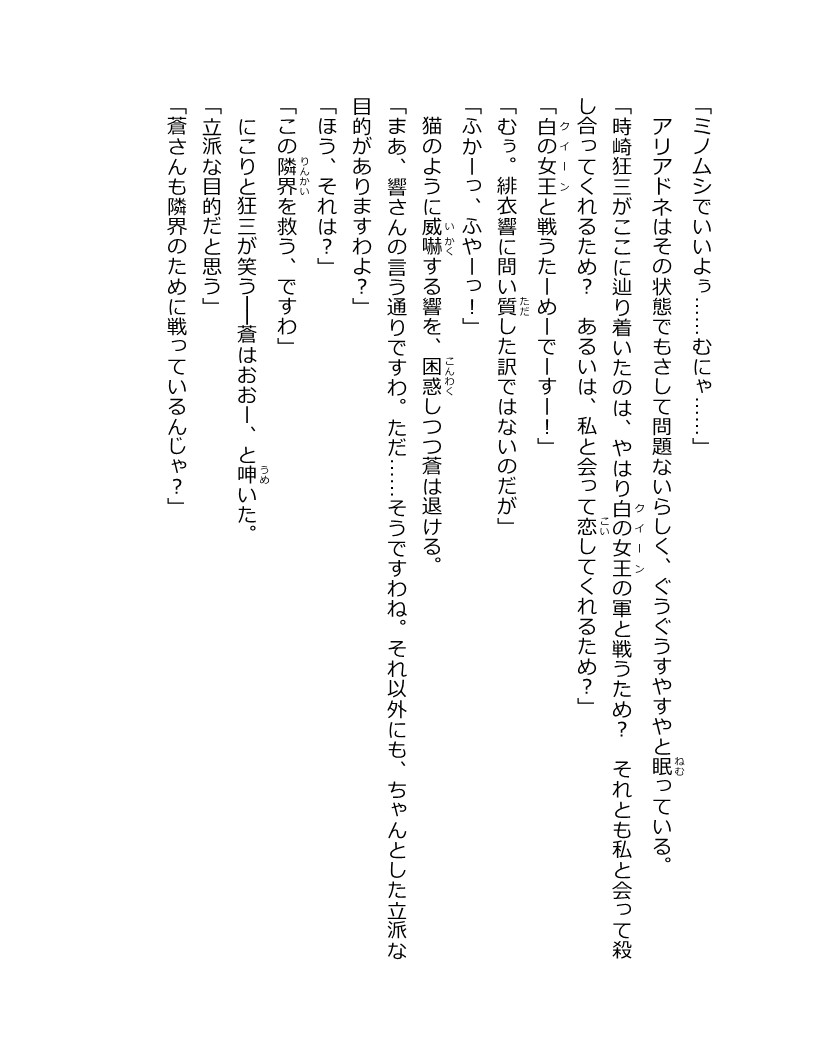 「ミノムシでいいよぅ……むにゃ……」
　アリアドネはその状態でもさして問題ないらしく、ぐうぐうすやすやと眠っている。
「時崎狂三がここに辿り着いたのは、やはり白の女王の軍と戦うため？　それとも私と会って殺
し合ってくれるため？　あるいは、私と会って恋してくれるため？」
「白の女王と戦うたーめーでーすー！」
「むぅ。緋衣響に問い質した訳ではないのだが」
「ふかーっ、ふやーっ！」
　猫のように威嚇する響を、困惑しつつ蒼は退ける。
「まあ、響さんの言う通りですわ。ただ……そうですわね。それ以外にも、ちゃんとした立派な
目的がありますわよ？」
「ほう、それは？」
「この隣界を救う、ですわ」
　にこりと狂三が笑う――蒼はおおー、と呻いた。
「立派な目的だと思う」
「蒼さんも隣界のために戦っているんじゃ？」